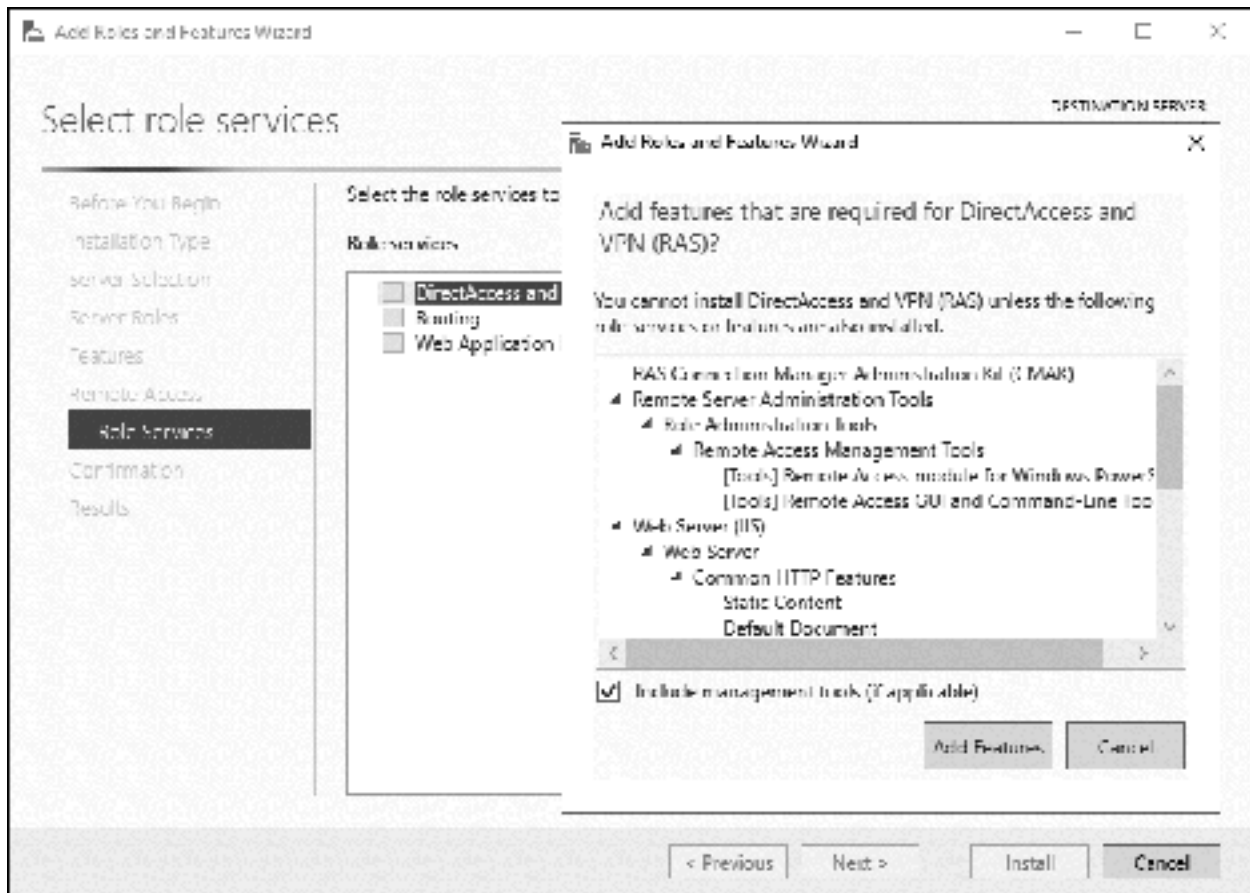 Add Roles and Features Wizard
Select role services
DESTINATION SERVER
Before You Begin
Installation Type
Server Selection
Server Roles
Features
Remote Access
Role Services
Confirmation
Results
Select the role services to
Role services
DirectAccess and
Routing
Web Application
Add Roles and Features Wizard
Add features that are required for DirectAccess and
VPN (RAS)?
You cannot install DirectAccess and VPN (RAS) unless the following
role services or features are also installed.
RAS Connection Manager Administration Kit (CMAK)
Remote Server Administration Tools
Role Administration Tools
Remote Access Management Tools
[Tools] Remote Access module for Windows PowerS
[Tools] Remote Access GUI and Command-Line Too
Web Server (IIS)
Web Server
Common HTTP Features
Static Content
Default Document
Include management tools (if applicable)
Add Features
Cancel
< Previous
Next >
Install
Cancel